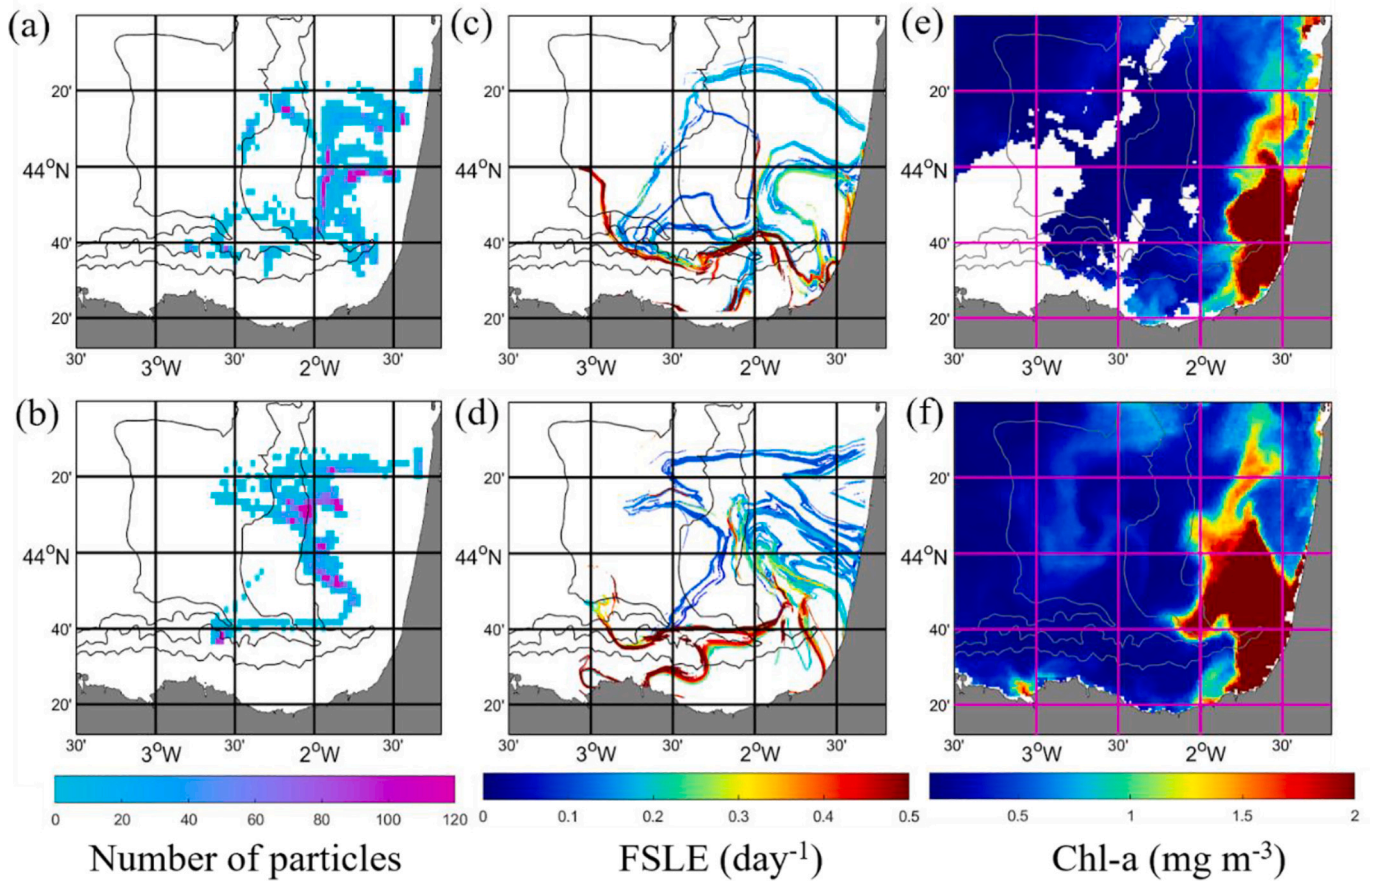 (a)
20'
44°N
40'
20'
30'
3°W
30'
2°W
30'
(c)
20'
44°N
40'
20'
30'
3°W
30'
2°W
30'
(e)
20'
44°N
40'
20'
30'
3°W
30'
2°W
30'
(b)
20'
44°N
40'
20'
30'
3°W
30'
2°W
30'
(d)
20'
44°N
40'
20'
30'
3°W
30'
2°W
30'
(f)
20'
44°N
40'
20'
30'
3°W
30'
2°W
30'
0 20 40 60 80 100 120
Number of particles
0 0.1 0.2 0.3 0.4 0.5
FSLE (day⁻¹)
0.5 1 1.5 2
Chl-a (mg m⁻³)